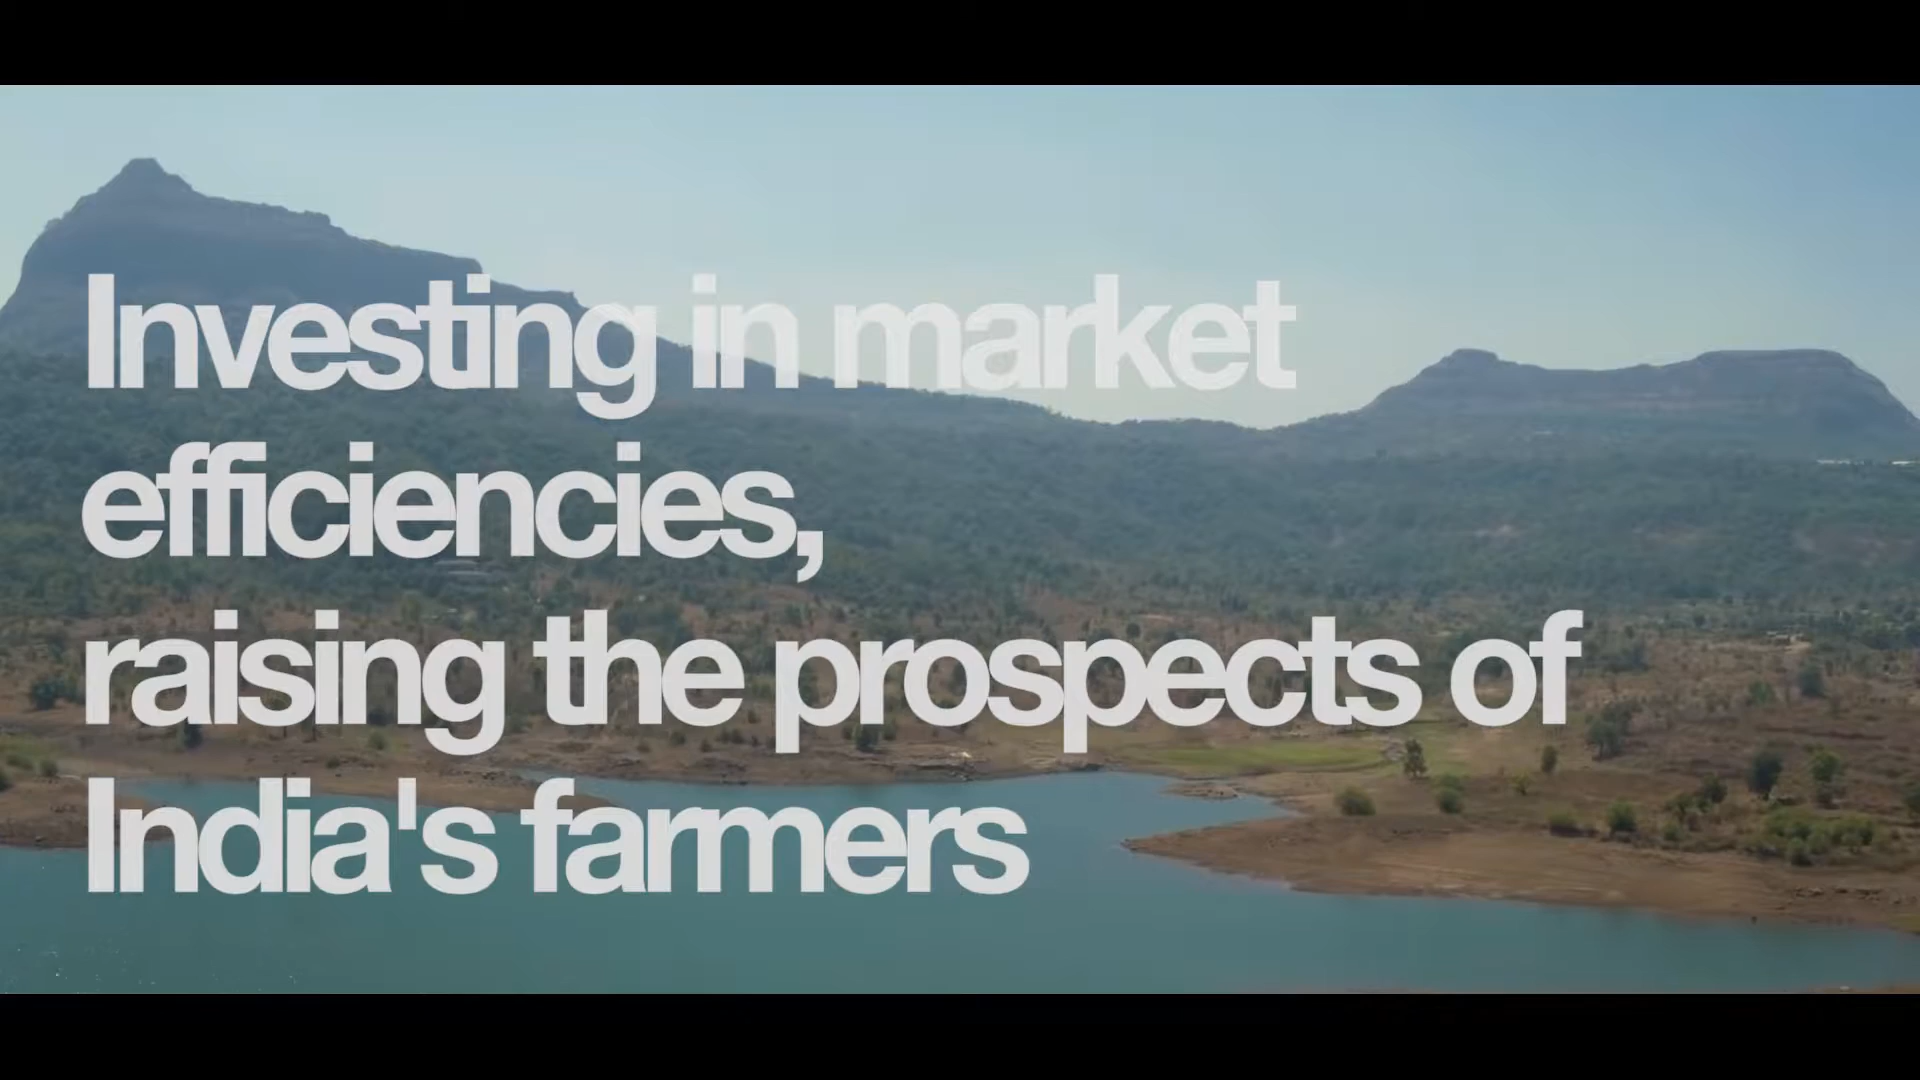 Investing in market
efficiencies,
raising the prospects of
India's farmers